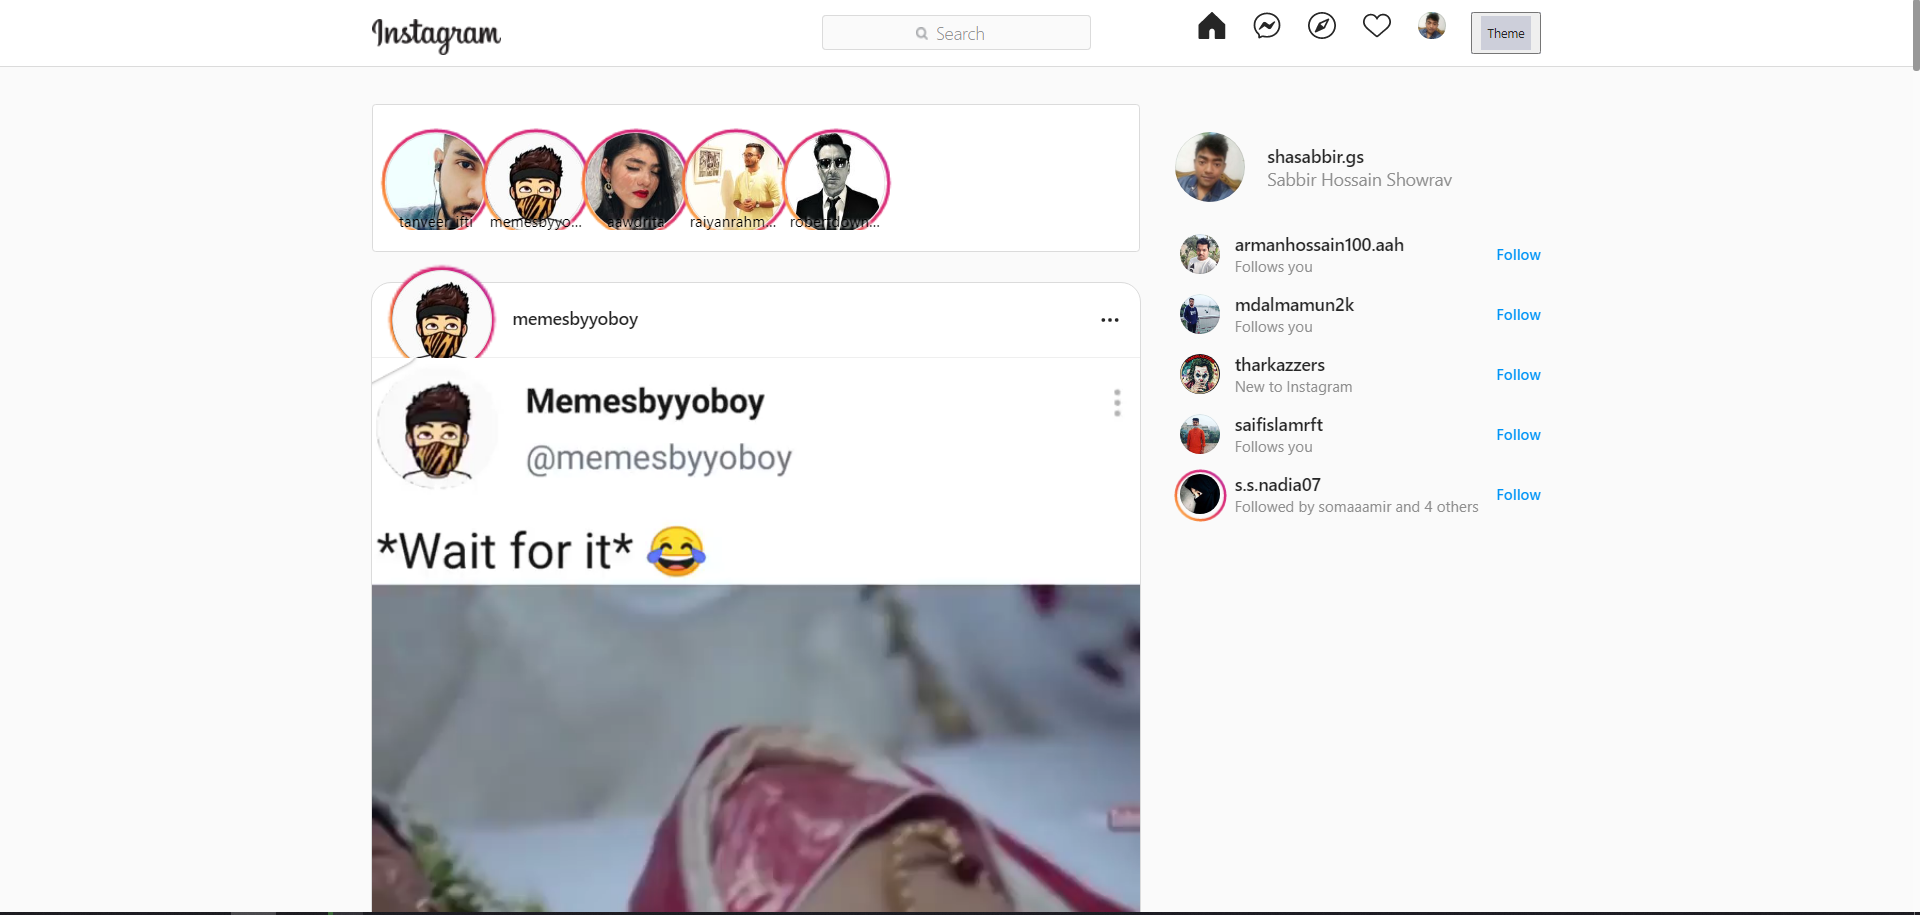 Instagram
Search
Theme
tanveer_ifti
memesbyyo...
aawdrita
raiyanrahm...
robertdown...
shasabbir.gs
Sabbir Hossain Showrav
memesbyyoboy
Memesbyyoboy
@memesbyyoboy
*Wait for it* 😂
armanhossain100.aah
Follows you
Follow
mdalmamun2k
Follows you
Follow
tharkazzers
New to Instagram
Follow
saifislamrft
Follows you
Follow
s.s.nadia07
Followed by somaaamir and 4 others
Follow